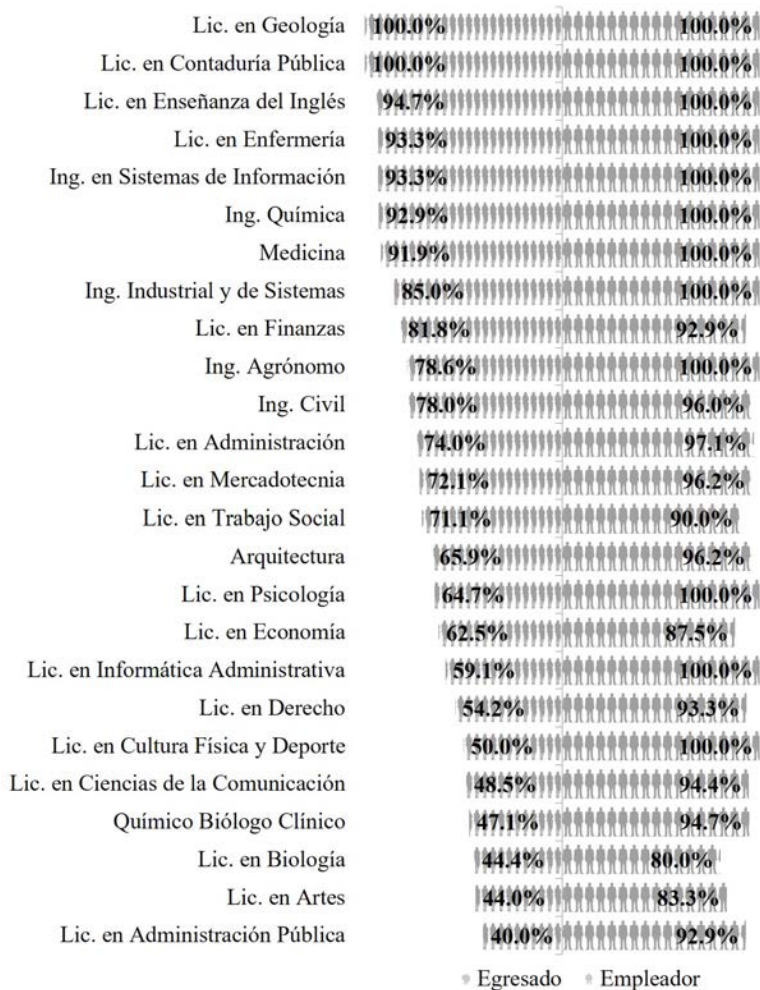 Lic. en Geología 100.0% 100.0%
Lic. en Contaduría Pública 100.0% 100.0%
Lic. en Enseñanza del Inglés 94.7% 100.0%
Lic. en Enfermería 93.3% 100.0%
Ing. en Sistemas de Información 93.3% 100.0%
Ing. Química 92.9% 100.0%
Medicina 91.9% 100.0%
Ing. Industrial y de Sistemas 85.0% 100.0%
Lic. en Finanzas 81.8% 92.9%
Ing. Agrónomo 78.6% 100.0%
Ing. Civil 78.0% 96.0%
Lic. en Administración 74.0% 97.1%
Lic. en Mercadotecnia 72.1% 96.2%
Lic. en Trabajo Social 71.1% 90.0%
Arquitectura 65.9% 96.2%
Lic. en Psicología 64.7% 100.0%
Lic. en Economía 62.5% 87.5%
Lic. en Informática Administrativa 59.1% 100.0%
Lic. en Derecho 54.2% 93.3%
Lic. en Cultura Física y Deporte 50.0% 100.0%
Lic. en Ciencias de la Comunicación 48.5% 94.4%
Químico Biólogo Clínico 47.1% 94.7%
Lic. en Biología 44.4% 80.0%
Lic. en Artes 44.0% 83.3%
Lic. en Administración Pública 40.0% 92.9%
Egresado Empleador